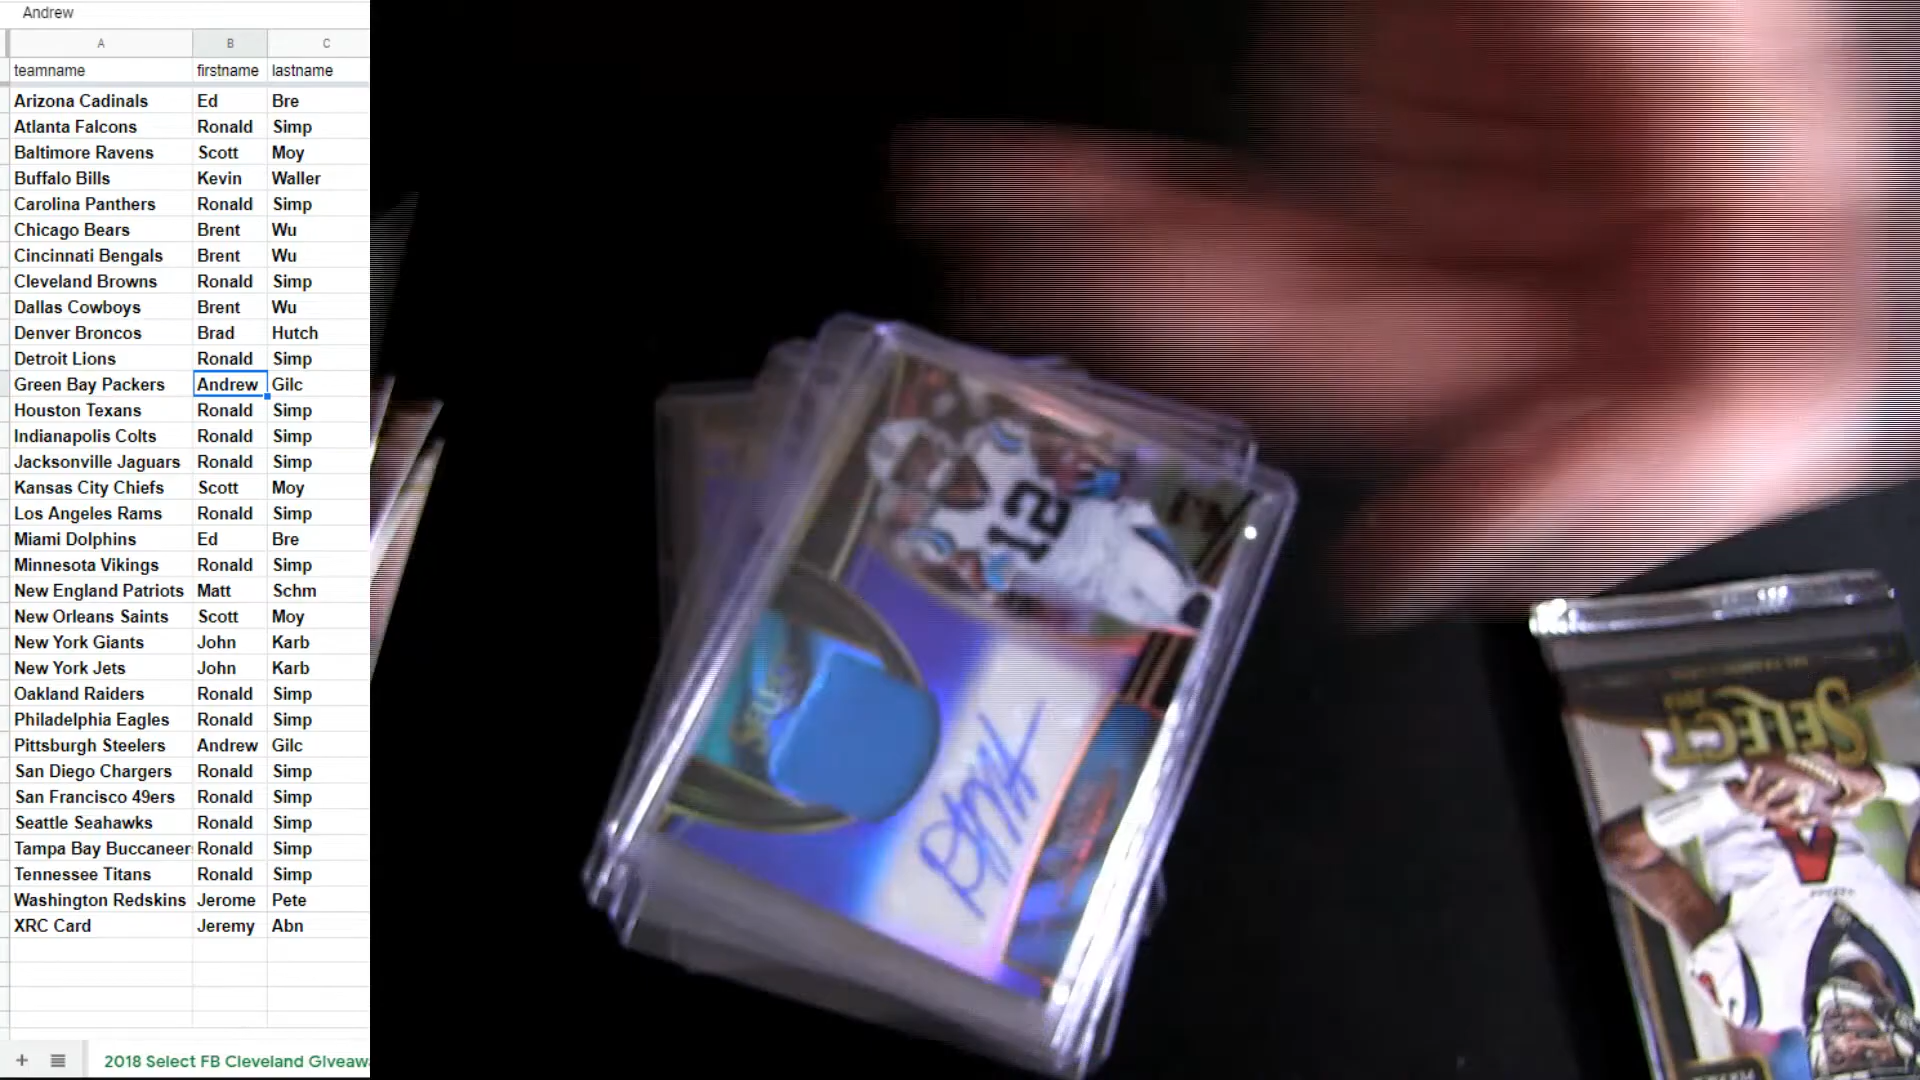 Andrew
A B C
teamname firstname lastname
Arizona Cadinals Ed Bre
Atlanta Falcons Ronald Simp
Baltimore Ravens Scott Moy
Buffalo Bills Kevin Waller
Carolina Panthers Ronald Simp
Chicago Bears Brent Wu
Cincinnati Bengals Brent Wu
Cleveland Browns Ronald Simp
Dallas Cowboys Brent Wu
Denver Broncos Brad Hutch
Detroit Lions Ronald Simp
Green Bay Packers Andrew Gilc
Houston Texans Ronald Simp
Indianapolis Colts Ronald Simp
Jacksonville Jaguars Ronald Simp
Kansas City Chiefs Scott Moy
Los Angeles Rams Ronald Simp
Miami Dolphins Ed Bre
Minnesota Vikings Ronald Simp
New England Patriots Matt Schm
New Orleans Saints Scott Moy
New York Giants John Karb
New York Jets John Karb
Oakland Raiders Ronald Simp
Philadelphia Eagles Ronald Simp
Pittsburgh Steelers Andrew Gilc
San Diego Chargers Ronald Simp
San Francisco 49ers Ronald Simp
Seattle Seahawks Ronald Simp
Tampa Bay Buccaneer Ronald Simp
Tennessee Titans Ronald Simp
Washington Redskins Jerome Pete
XRC Card Jeremy Abn
2018 Select FB Cleveland GIveaw
12
SELECT
SELECT